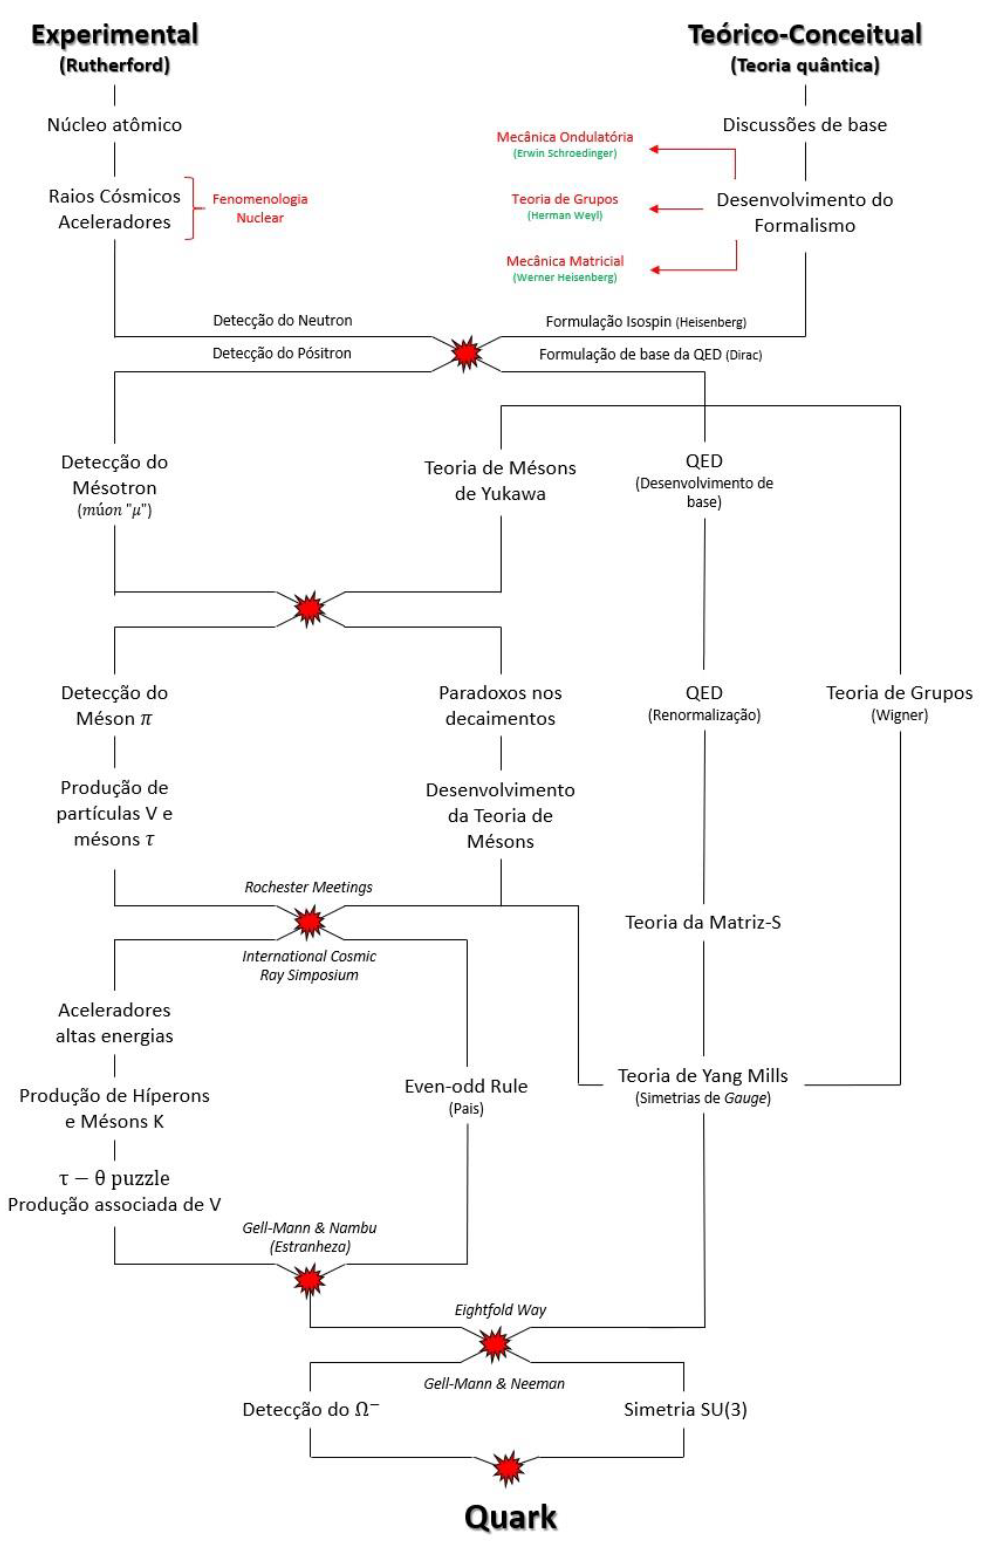 Experimental
(Rutherford)
Teórico-Conceitual
(Teoria quântica)
Núcleo atômico
Discussões de base
Mecânica Ondulatória
(Erwin Schroedinger)
Raios Cósmicos
Aceleradores
Fenomenologia
Nuclear
Teoria de Grupos
(Herman Weyl)
Desenvolvimento do
Formalismo
Mecânica Matricial
(Werner Heisenberg)
Detecção do Neutron
Formulação Isospin (Heisenberg)
Detecção do Pósitron
Formulação de base da QED (Dirac)
Detecção do
Mésotron
(múon "μ")
Teoria de Mésons
de Yukawa
QED
(Desenvolvimento de
base)
Detecção do
Méson π
Paradoxos nos
decaimentos
QED
(Renormalização)
Teoria de Grupos
(Wigner)
Produção de
partículas V e
mésons τ
Desenvolvimento
da Teoria de
Mésons
Rochester Meetings
International Cosmic
Ray Simposium
Teoria da Matriz-S
Aceleradores
altas energias
Produção de Híperons
e Mésons K
Even-odd Rule
(Pais)
Teoria de Yang Mills
(Simetrias de Gauge)
τ − θ puzzle
Produção associada de V
Gell-Mann & Nambu
(Estranheza)
Eightfold Way
Gell-Mann & Neeman
Detecção do Ω⁻
Simetria SU(3)
Quark